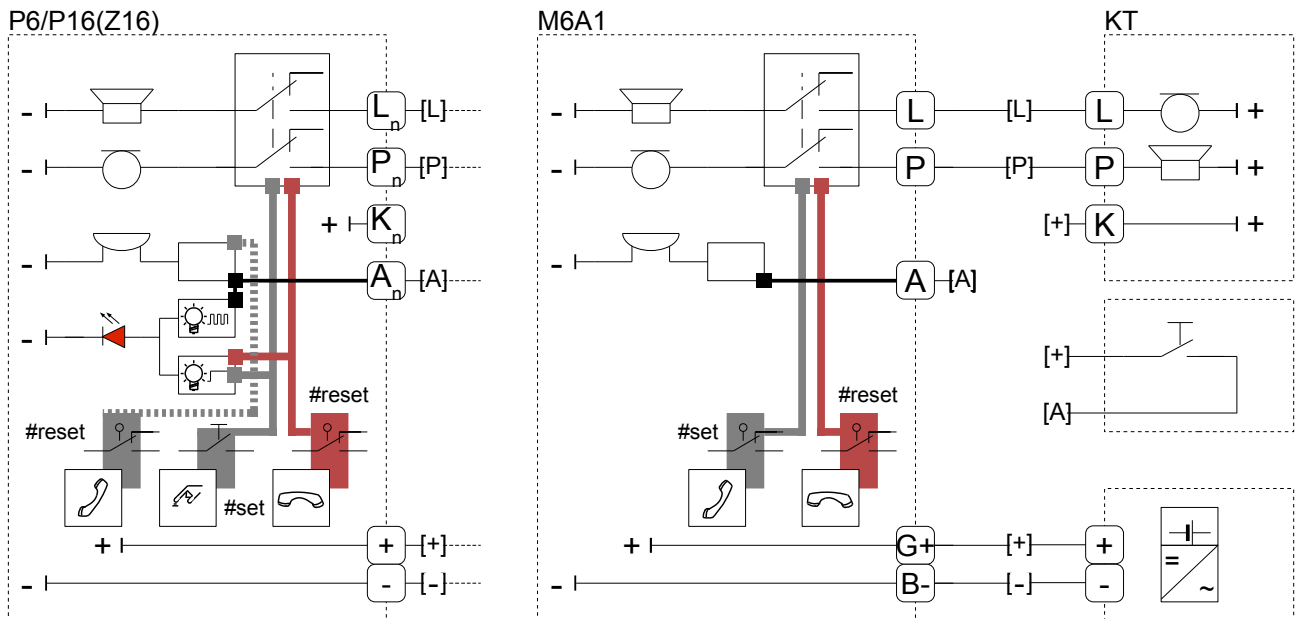 P6/P16(Z16) M6A1 KT
- Ln [L] - L [L] L +
- Pn [P] - P [P] P +
+ Kn [+] K +
- An [A] - A [A]
- [+]
#reset #reset [A]
#reset #set
#set
+ + [+] + G+ [+] +
= ~
- - [-] - B- [-] -